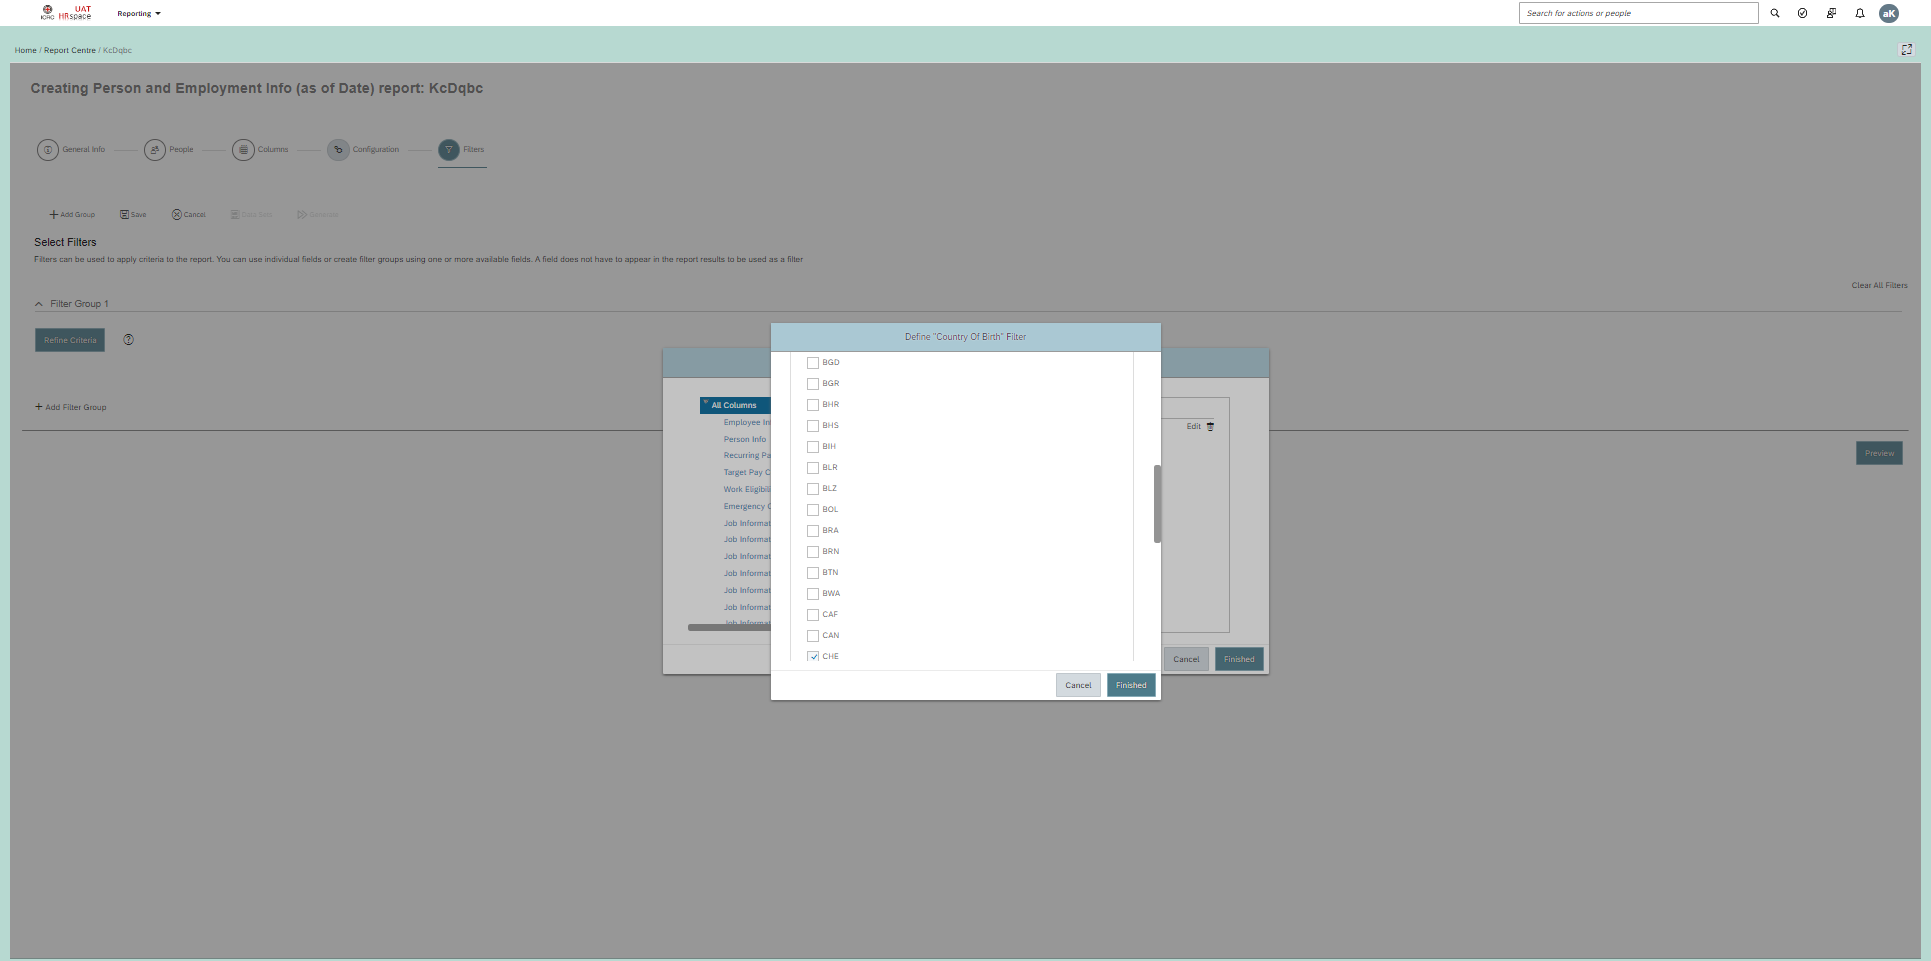 ICRC
UAT
HRspace
Reporting
Search for actions or people
aK
Home / Report Centre / KcDqbc
Creating Person and Employment Info (as of Date) report: KcDqbc
General Info
People
Columns
Configuration
Filters
Add Group
Save
Cancel
Generate
Select Filters
Filters can be used to apply criteria to the report. You can use individual fields or create filter groups using one or more available fields. A field does not have to appear in the report results to be used as a filter
Clear All Filters
Filter Group 1
Refine Criteria
Add Filter Group
Preview
All Columns
Employee In
Person Info
Recurring Pa
Target Pay C
Work Eligibili
Emergency C
Job Informat
Job Informat
Job Informat
Job Informat
Job Informat
Job Informat
Job Informat
Edit
Cancel
Finished
Define "Country Of Birth" Filter
BGD
BGR
BHR
BHS
BIH
BLR
BLZ
BOL
BRA
BRN
BTN
BWA
CAF
CAN
CHE
Cancel
Finished